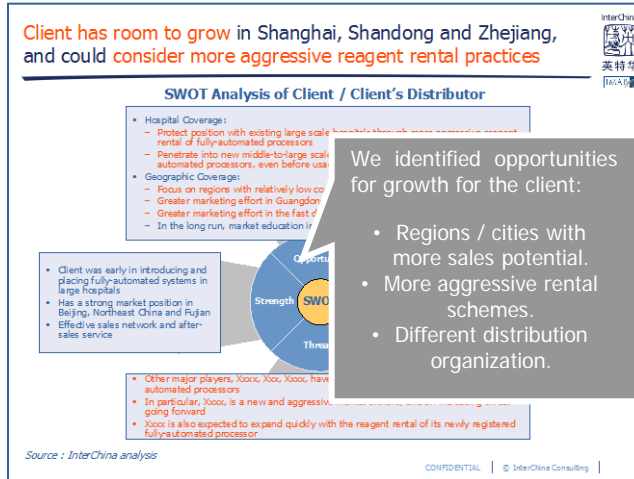 Client has room to grow in Shanghai, Shandong and Zhejiang,
and could consider more aggressive reagent rental practices
InterChina
英特华
SWOT Analysis of Client / Client's Distributor
• Hospital Coverage:
– Protect position with existing large scale hospitals through more aggressive reagent
rental of fully-automated processors
– Penetrate into new middle-to-large scale
automated processors, even before
• Geographic Coverage:
– Focus on regions with relatively low
– Greater marketing effort in
– Greater marketing effort in the fast
– In the long run, market education
We identified opportunities
for growth for the client:
• Regions / cities with
more sales potential.
• More aggressive rental
schemes.
• Different distribution
organization.
• Client was early in introducing and
placing fully-automated systems in
large hospitals
• Has a strong market position in
Beijing, Northeast China and Fujian
• Effective sales network and after-
sales service
Strength
• Other major players, Xxxx, Xxx, Xxxx, have
automated processors
• In particular, Xxxx, is a new and aggressive
going forward
• Xxxx is also expected to expand quickly with the reagent rental of its newly registered
fully-automated processor
Source : InterChina analysis
CONFIDENTIAL | © InterChina Consulting |